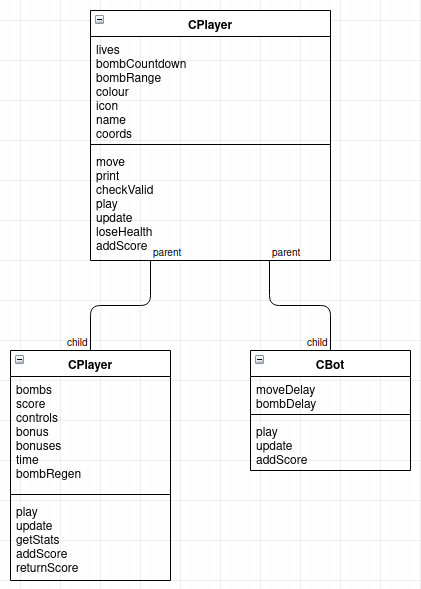 CPlayer
lives
bombCountdown
bombRange
colour
icon
name
coords
move
print
checkValid
play
update
loseHealth
addScore
parent
parent
child
child
CPlayer
bombs
score
controls
bonus
bonuses
time
bombRegen
play
update
getStats
addScore
returnScore
CBot
moveDelay
bombDelay
play
update
addScore